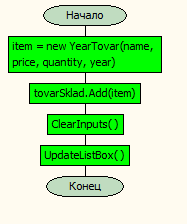 Начало
item = new YearTovar(name,
price, quantity, year)
tovarSklad.Add(item)
ClearInputs()
UpdateListBox()
Конец